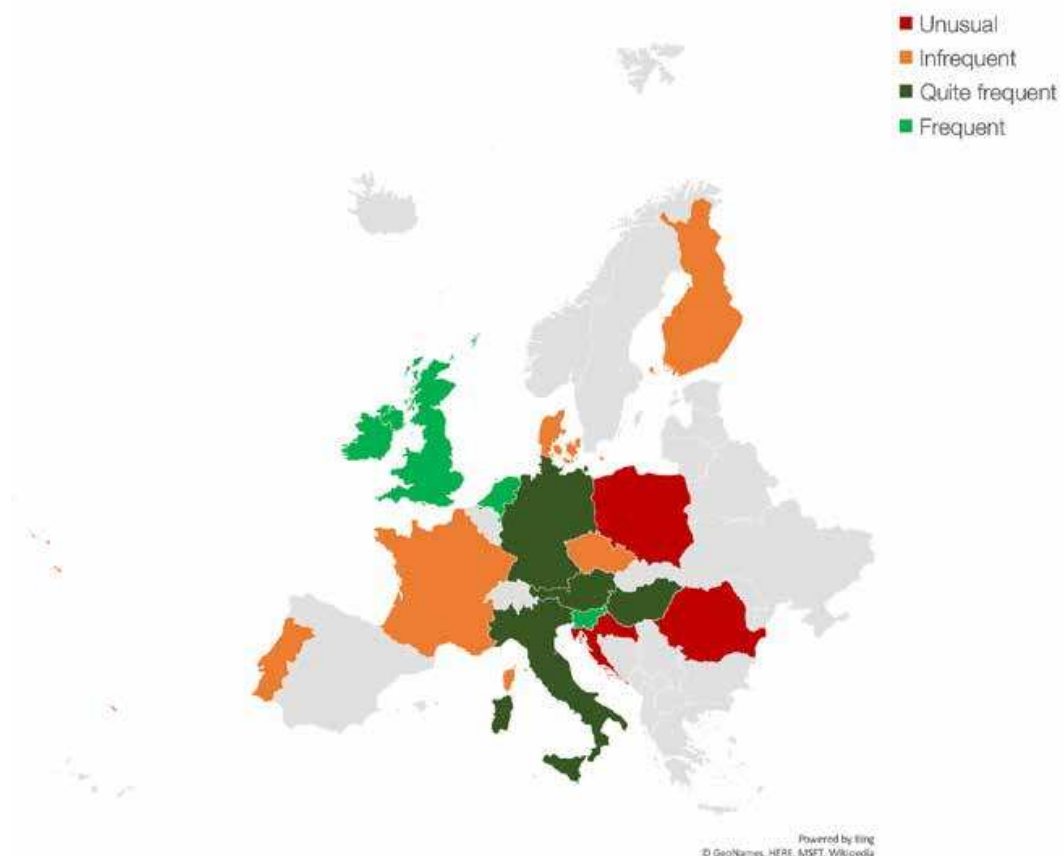 Unusual
Infrequent
Quite frequent
Frequent
Powered by Bing
© GeoNames, HERE, MSFT, Wikipedia